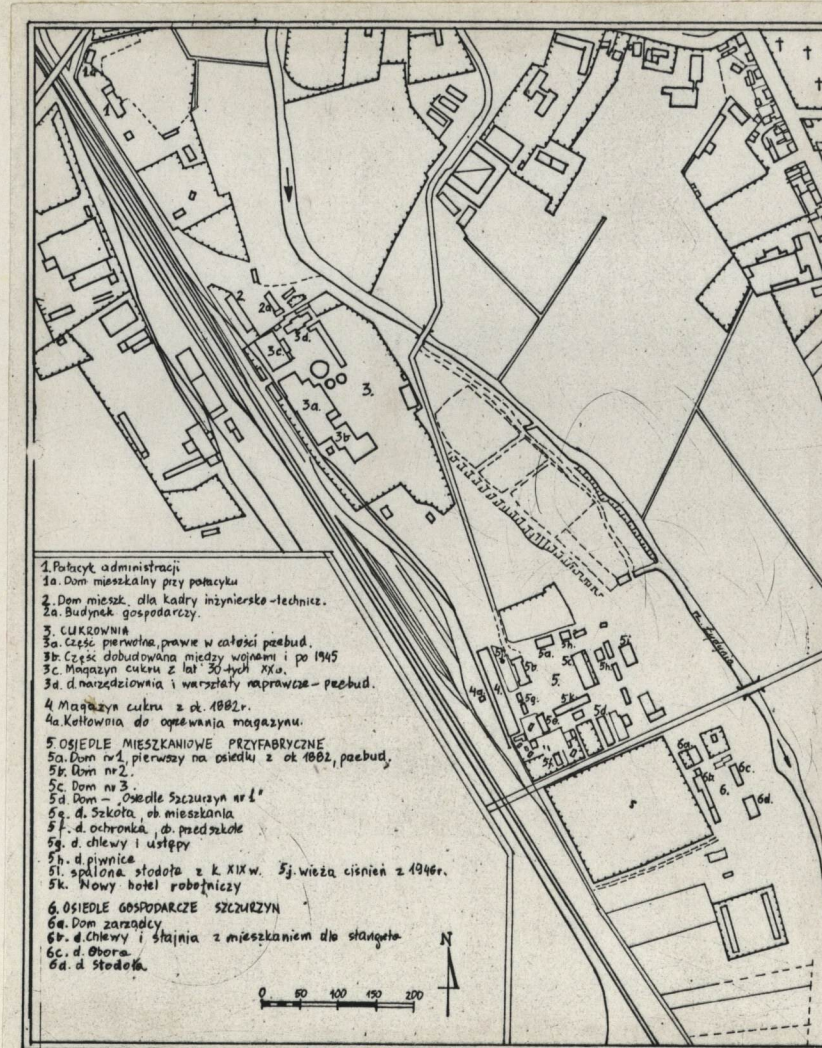 1a
1
2
2a
3d.
3c.
3.
3a.
3b
1. Pałacyk administracji
1a. Dom mieszkalny przy pałacyku
2. Dom mieszk. dla kadry inżyniersko-technicz.
2a. Budynek gospodarczy.
3. CUKROWNIA
3a. Część pierwotna, prawie w całości przebud.
3b. Część dobudowana między wojnami i po 1945
3c. Magazyn cukru z lat 30-tych XXw.
3d. d. narzędziownia i warsztaty naprawcze – przebud.
4. Magazyn cukru z ok. 1882r.
4a. Kotłownia do ogrzewania magazynu.
5. OSIEDLE MIESZKANIOWE PRZYFABRYCZNE
5a. Dom nr 1, pierwszy na osiedlu z ok 1882, przebud.
5b. Dom nr 2.
5c. Dom nr 3.
5d. Dom – "Osiedle Szczurzyn nr 1"
5e. d. Szkoła, ob. mieszkania
5f. d. ochronka, ob. przedszkole
5g. d. chlewy i ustępy
5h. d. piwnice
5i. spalona stodoła z k. XIX w. 5j. wieża ciśnień z 1946r.
5k. Nowy hotel robotniczy
6. OSIEDLE GOSPODARCZE SZCZURZYN
6a. Dom zarządcy
6b. d. Chlewy i stajnia z mieszkaniem dla stangreta
6c. d. Obora
6d. d Stodoła
0 50 100 150 200
N
4a
4.
5b.
5a.
5h.
5c
5h
5i
5.
5g.
5k
5e.
5d
5f
6a
6b
6.
6c
6d.